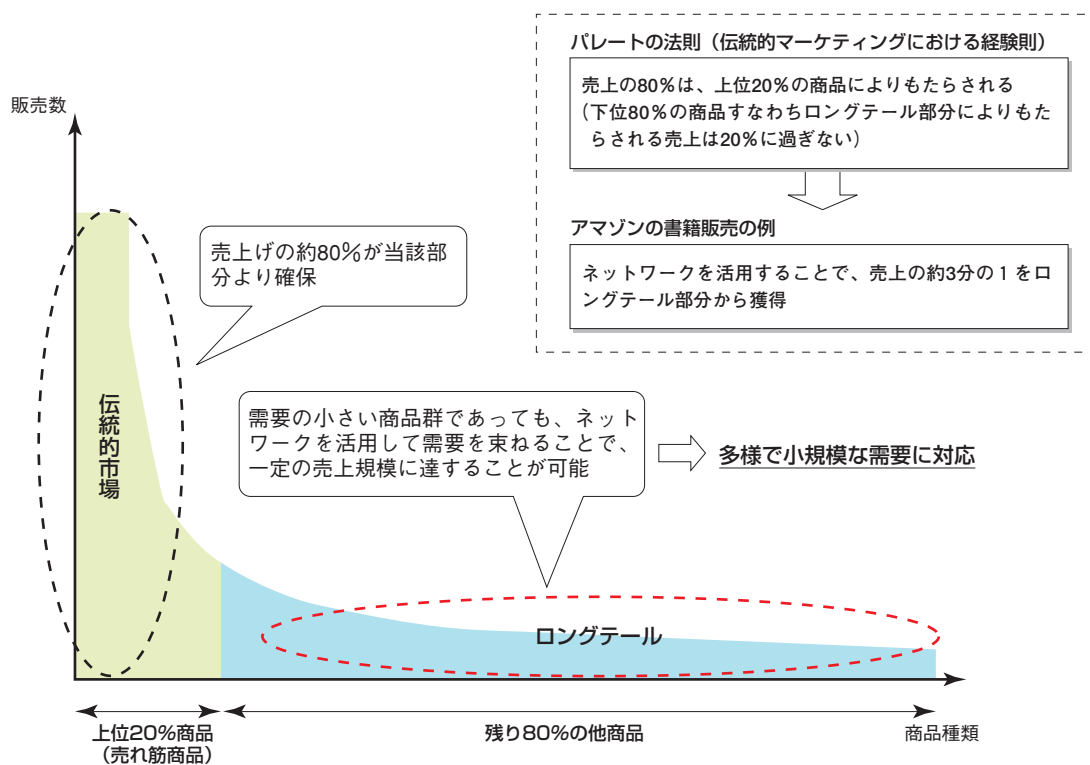 パレートの法則（伝統的マーケティングにおける経験則）
売上の80％は、上位20％の商品によりもたらされる
（下位80％の商品すなわちロングテール部分によりもた
らされる売上は20％に過ぎない）
アマゾンの書籍販売の例
ネットワークを活用することで、売上の約3分の1をロ
ングテール部分から獲得
販売数
売上げの約80％が当該部
分より確保
伝統的市場
需要の小さい商品群であっても、ネット
ワークを活用して需要を束ねることで、
一定の売上規模に達することが可能
多様で小規模な需要に対応
ロングテール
上位20％商品
（売れ筋商品）
残り80％の他商品
商品種類